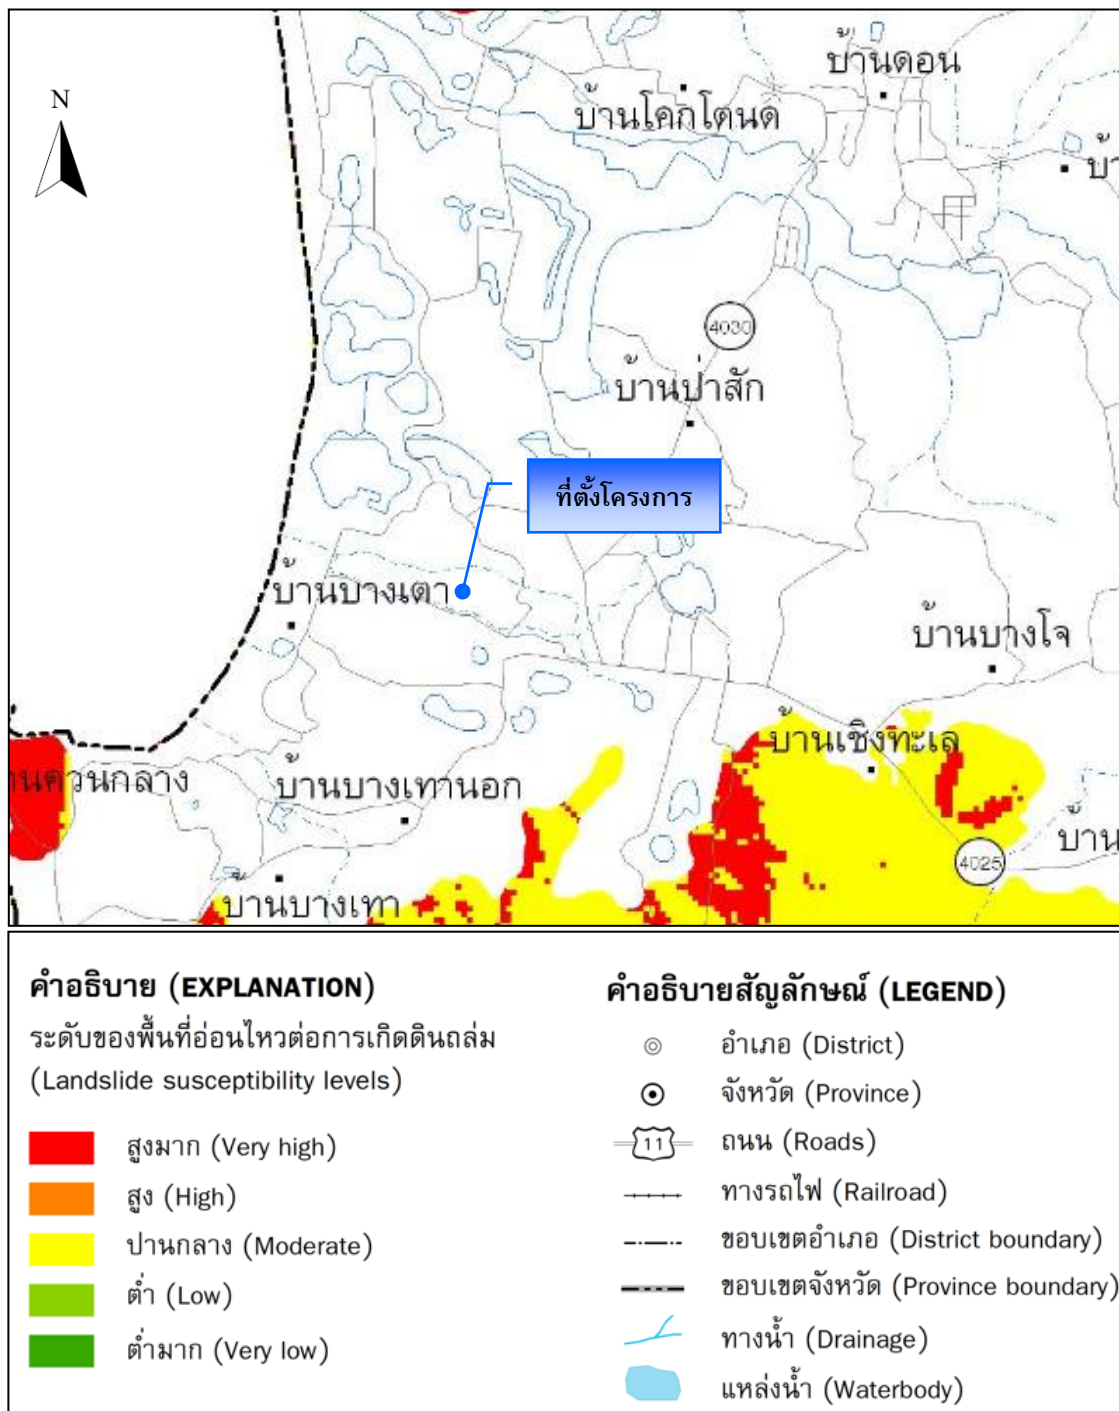 N
บ้านดอน
บ้านโคกโตนด
บ้า
4030
บ้านป่าสัก
ที่ตั้งโครงการ
บ้านบางเตา
บ้านบางโจ
บ้านเชิงทะเล
านควนกลาง
บ้านบางเทานอก
บ้าน
4025
บ้านบางเทา
คำอธิบาย (EXPLANATION)
ระดับของพื้นที่อ่อนไหวต่อการเกิดดินถล่ม
(Landslide susceptibility levels)
สูงมาก (Very high)
สูง (High)
ปานกลาง (Moderate)
ต่ำ (Low)
ต่ำมาก (Very low)
คำอธิบายสัญลักษณ์ (LEGEND)
อำเภอ (District)
จังหวัด (Province)
11 ถนน (Roads)
ทางรถไฟ (Railroad)
ขอบเขตอำเภอ (District boundary)
ขอบเขตจังหวัด (Province boundary)
ทางน้ำ (Drainage)
แหล่งน้ำ (Waterbody)